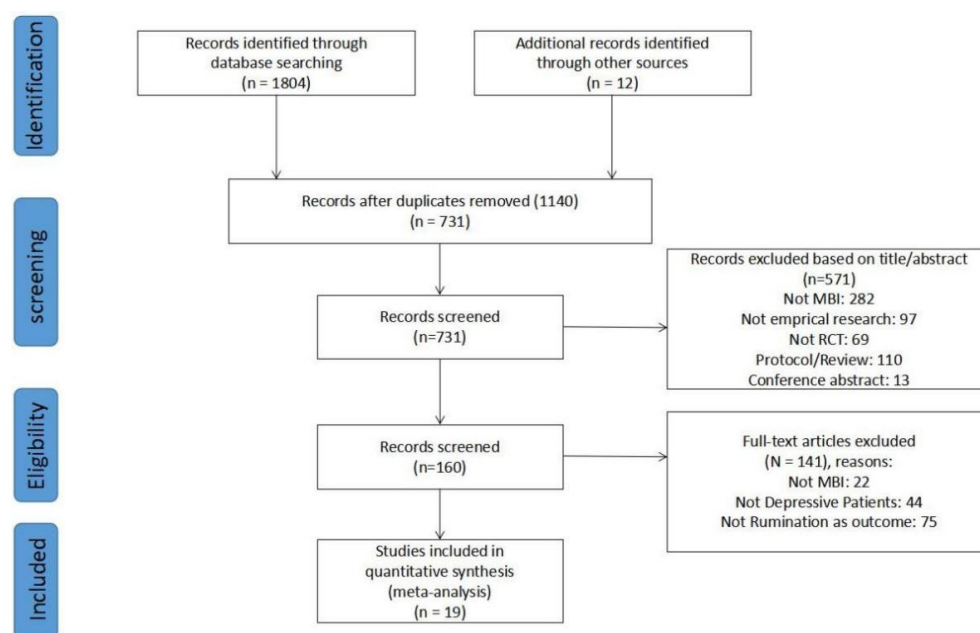 Identification
Records identified through
database searching
(n = 1804)
Additional records identified
through other sources
(n = 12)
screening
Records after duplicates removed (1140)
(n = 731)
Records screened
(n=731)
Records excluded based on title/abstract
(n=571)
Not MBI: 282
Not emprical research: 97
Not RCT: 69
Protocol/Review: 110
Conference abstract: 13
Eligibility
Records screened
(n=160)
Full-text articles excluded
(N = 141), reasons:
Not MBI: 22
Not Depressive Patients: 44
Not Rumination as outcome: 75
Included
Studies included in
quantitative synthesis
(meta-analysis)
(n = 19)